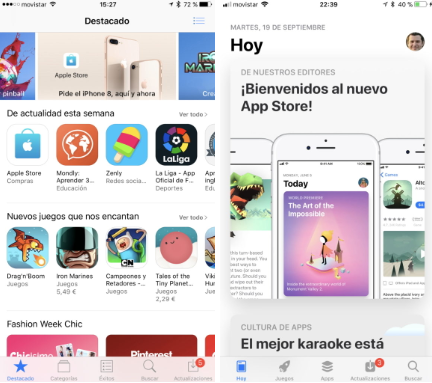 movistar 15:27 72 %
Destacado
pinball
Apple Store
Pide el iPhone 8, aquí y ahora
De actualidad esta semana
Ver todo >
Apple Store
Compras
Mondly: Aprender 3...
Educación
Zenly
Redes socia...
LaLiga
La Liga - App Oficial de F...
Deportes
Nuevos juegos que nos encantan
Ver todo >
Drag'n'Boom
Juegos
Iron Marines
Juegos
5,49 €
CN
Campeones y Retadores -...
Juegos
Tales of the Tiny Planet...
Juegos
2,29 €
Fashion Week Chic
Chicisimo
Pinterest
Destacado
Categorías
Éxitos
Buscar
5
Actualizaciones
movistar 22:39 40 %
MARTES, 19 DE SEPTIEMBRE
Hoy
DE NUESTROS EDITORES
¡Bienvenidos al nuevo
App Store!
Today
WORLD PREMIERE
The Art of the
Impossible
CULTURA DE APPS
El mejor karaoke está
Hoy
Juegos
Apps
3
Actualizaciones
Buscar